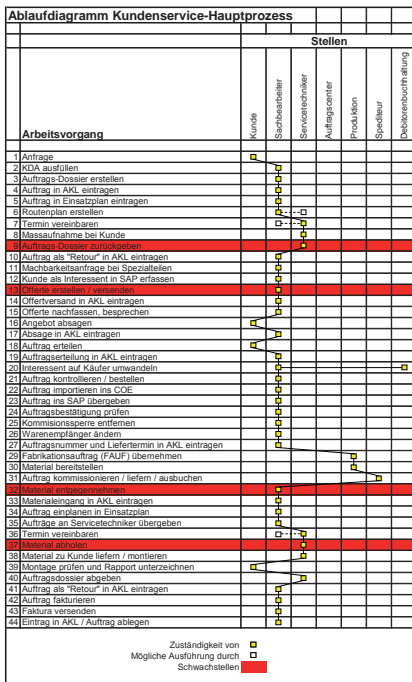 Ablaufdiagramm Kundenservice-Hauptprozess
Stellen
Arbeitsvorgang
Kunde
Sachbearbeiter
Servicetechniker
Auftragscenter
Produktion
Spediteur
Debitorenbuchhaltung
1 Anfrage
2 KDA ausfüllen
3 Auftrags-Dossier erstellen
4 Auftrag in AKL eintragen
5 Auftrag in Einsatzplan eintragen
6 Routenplan erstellen
7 Termin vereinbaren
8 Massaufnahme bei Kunde
9 Auftrags-Dossier zurückgeben
10 Auftrag als "Retour" in AKL eintragen
11 Machbarkeitsanfrage bei Spezialteilen
12 Kunde als Interessent in SAP erfassen
13 Offerte erstellen / versenden
14 Offertversand in AKL eintragen
15 Offerte nachfassen, besprechen
16 Angebot absagen
17 Absage in AKL eintragen
18 Auftrag erteilen
19 Auftragserteilung in AKL eintragen
20 Interessent auf Käufer umwandeln
21 Auftrag kontrollieren / bestellen
22 Auftrag importieren ins COE
23 Auftrag ins SAP übergeben
24 Auftragsbestätigung prüfen
25 Kommisionssperre entfernen
26 Warenempfänger ändern
27 Auftragsnummer und Liefertermin in AKL eintragen
29 Fabrikationsauftrag (FAUF) übernehmen
30 Material bereitstellen
31 Auftrag kommissionieren / liefern / ausbuchen
32 Material entgegennehmen
33 Materialeingang in AKL eintragen
34 Auftrag einplanen in Einsatzplan
35 Aufträge an Servicetechniker übergeben
36 Termin vereinbaren
37 Material abholen
38 Material zu Kunde liefern / montieren
39 Montage prüfen und Rapport unterzeichnen
40 Auftragsdossier abgeben
41 Auftrag als "Retour" in AKL eintragen
42 Auftrag fakturieren
43 Faktura versenden
44 Eintrag in AKL / Auftrag ablegen
Zuständigkeit von
Mögliche Ausführung durch
Schwachstellen